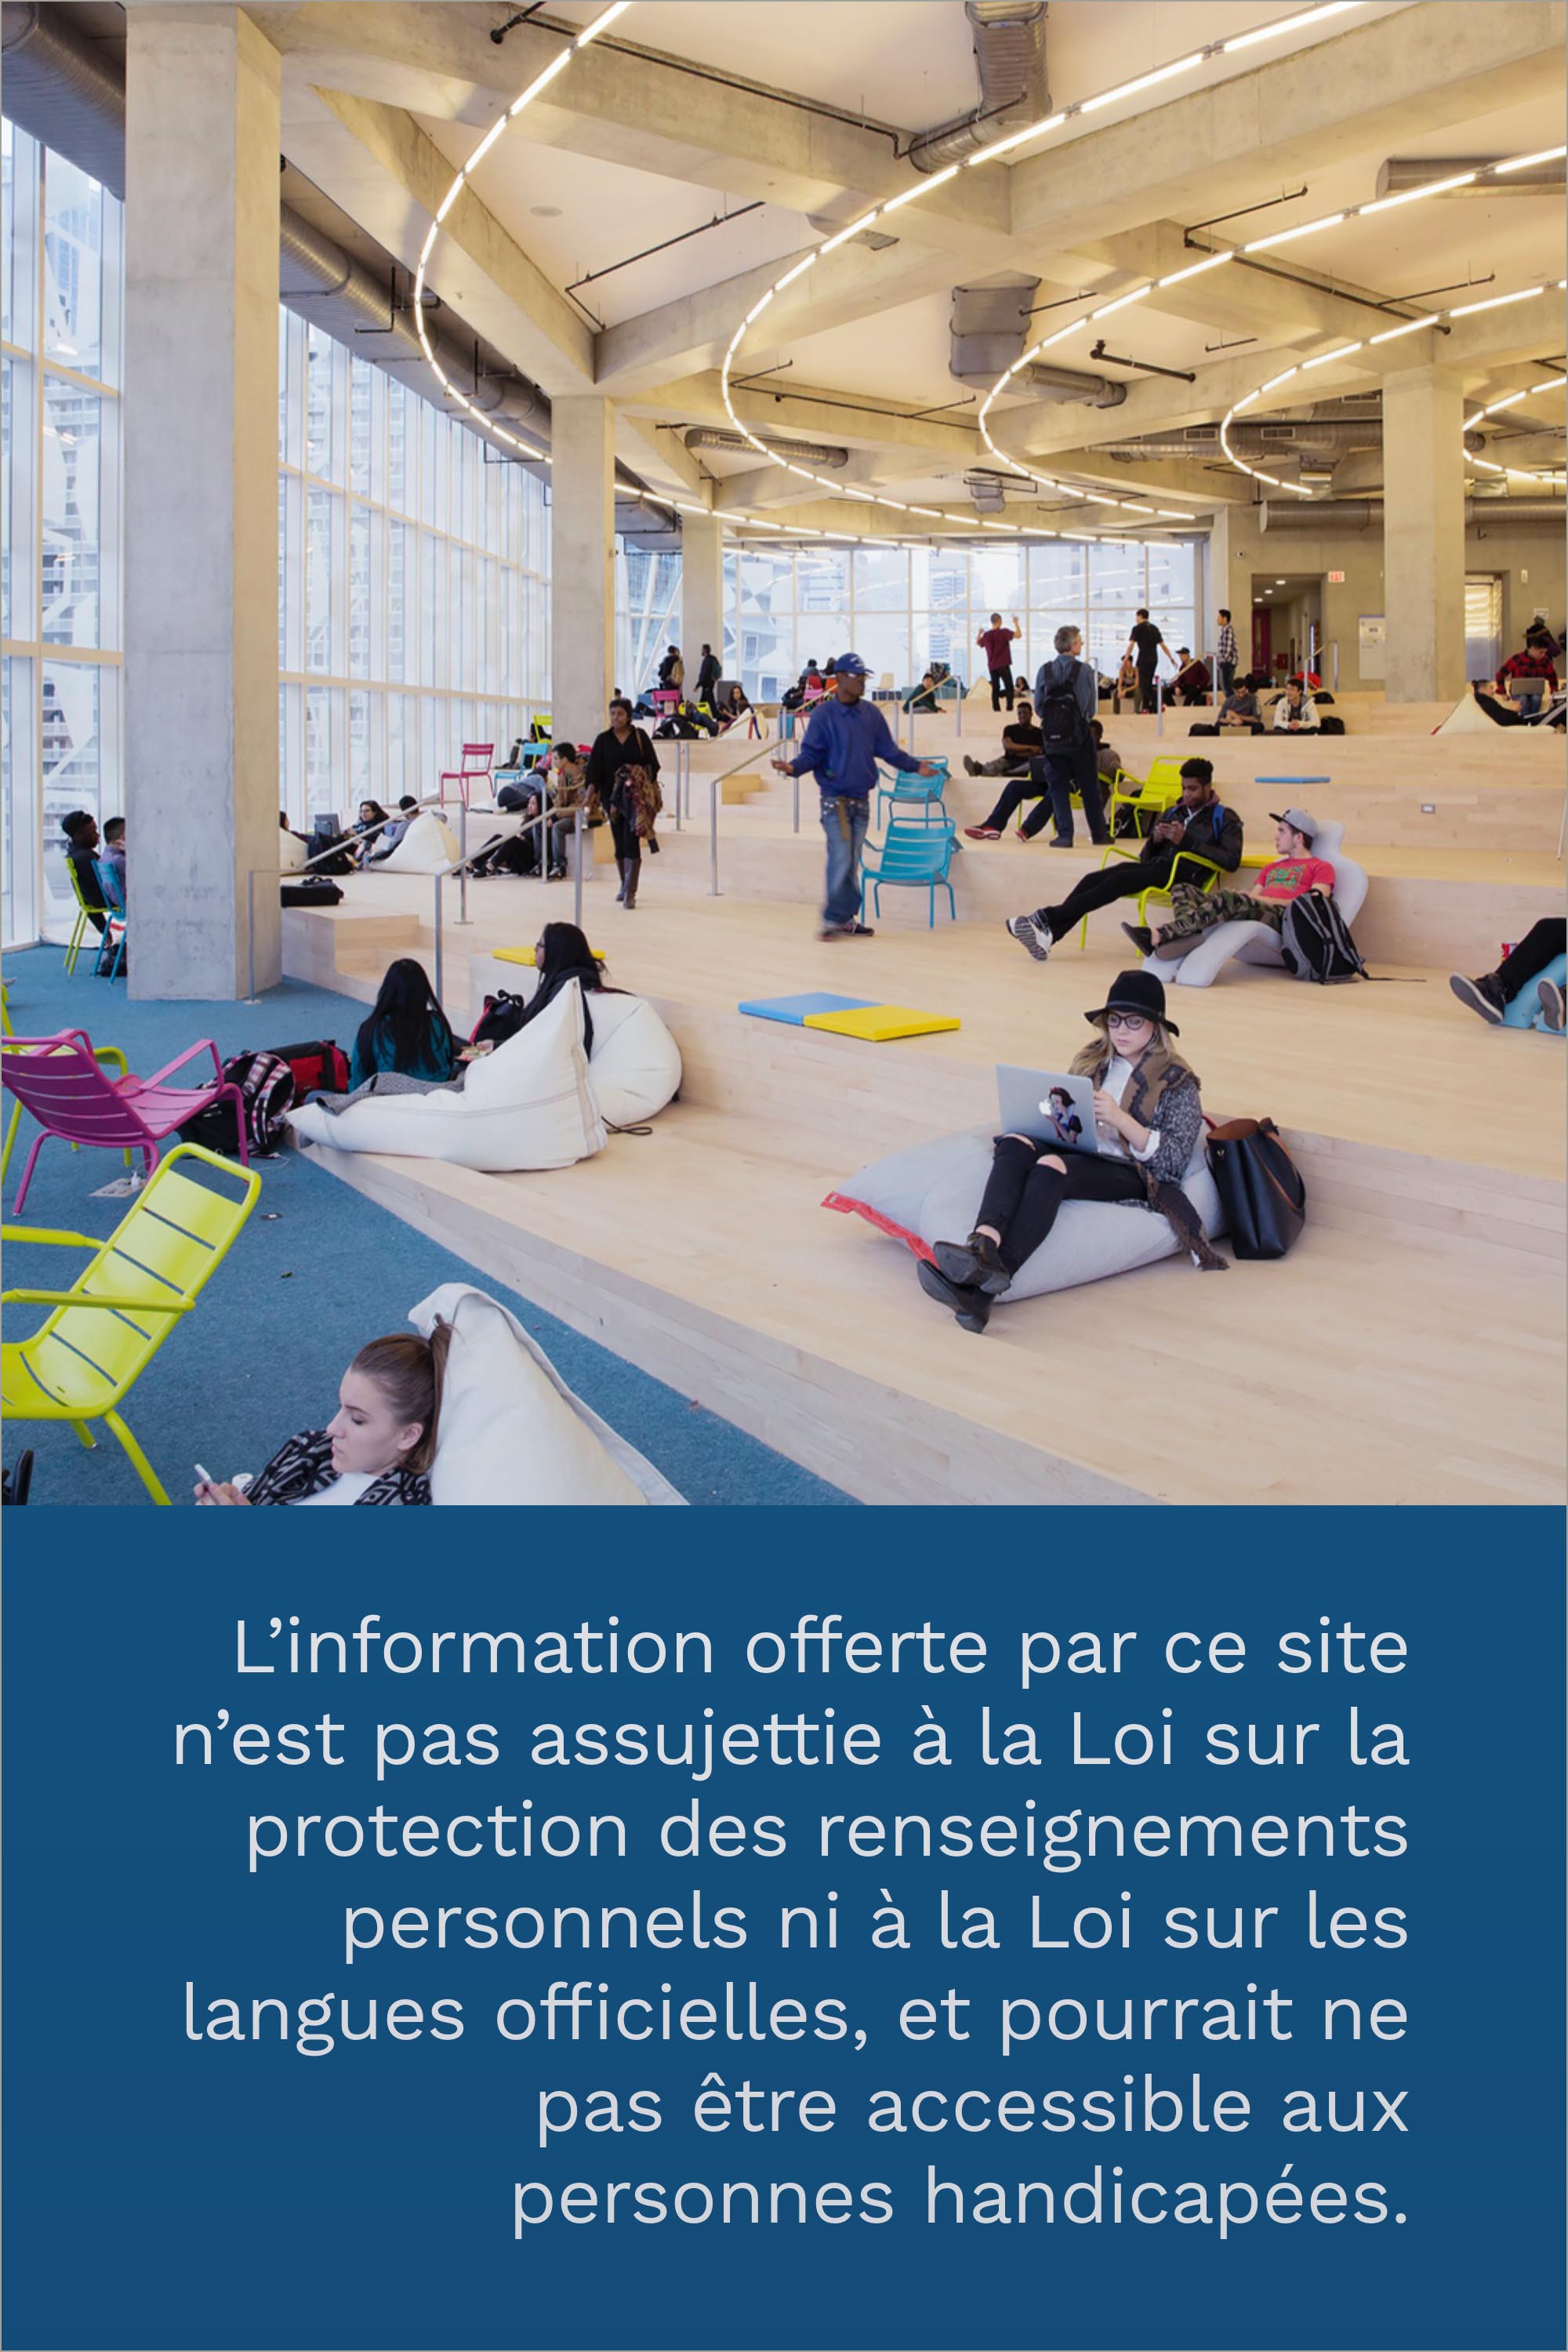 L’information offerte par ce site
n’est pas assujettie à la Loi sur la
protection des renseignements
personnels ni à la Loi sur les
langues officielles, et pourrait ne
pas être accessible aux
personnes handicapées.